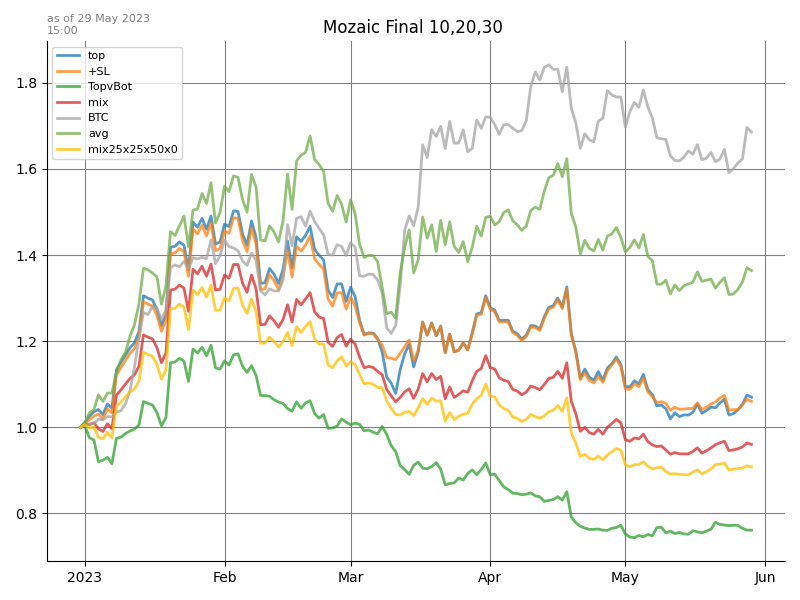 as of 29 May 2023
15:00
Mozaic Final 10,20,30
top
+SL
TopvBot
mix
BTC
avg
mix25x25x50x0
1.8
1.6
1.4
1.2
1.0
0.8
2023
Feb
Mar
Apr
May
Jun